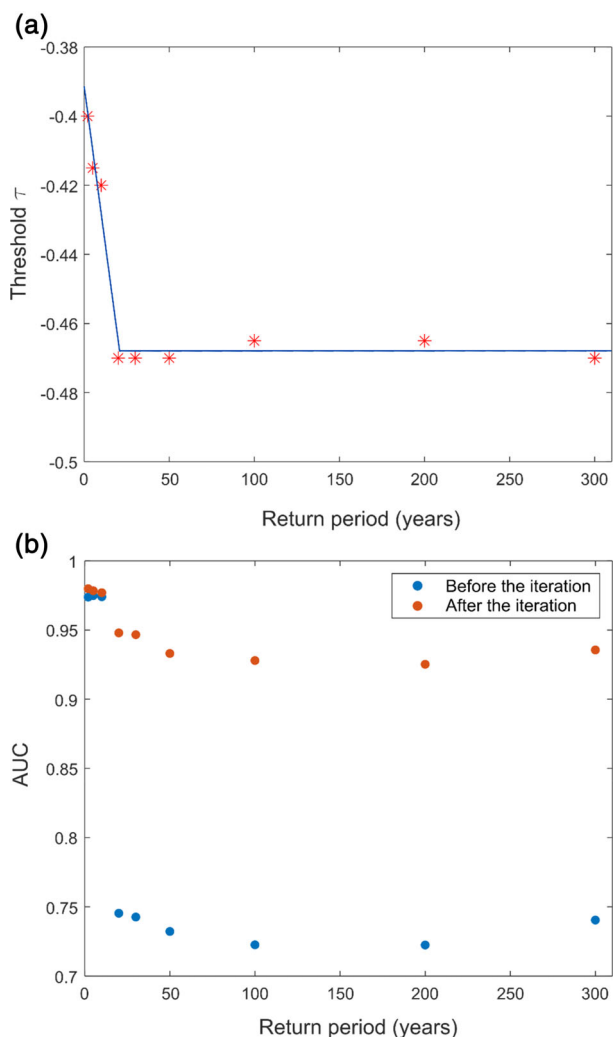 (a)
-0.38
-0.4
-0.42
-0.44
-0.46
-0.48
-0.5
Threshold τ
0 50 100 150 200 250 300
Return period (years)
(b)
1
0.95
0.9
0.85
0.8
0.75
0.7
AUC
Before the iteration
After the iteration
0 50 100 150 200 250 300
Return period (years)